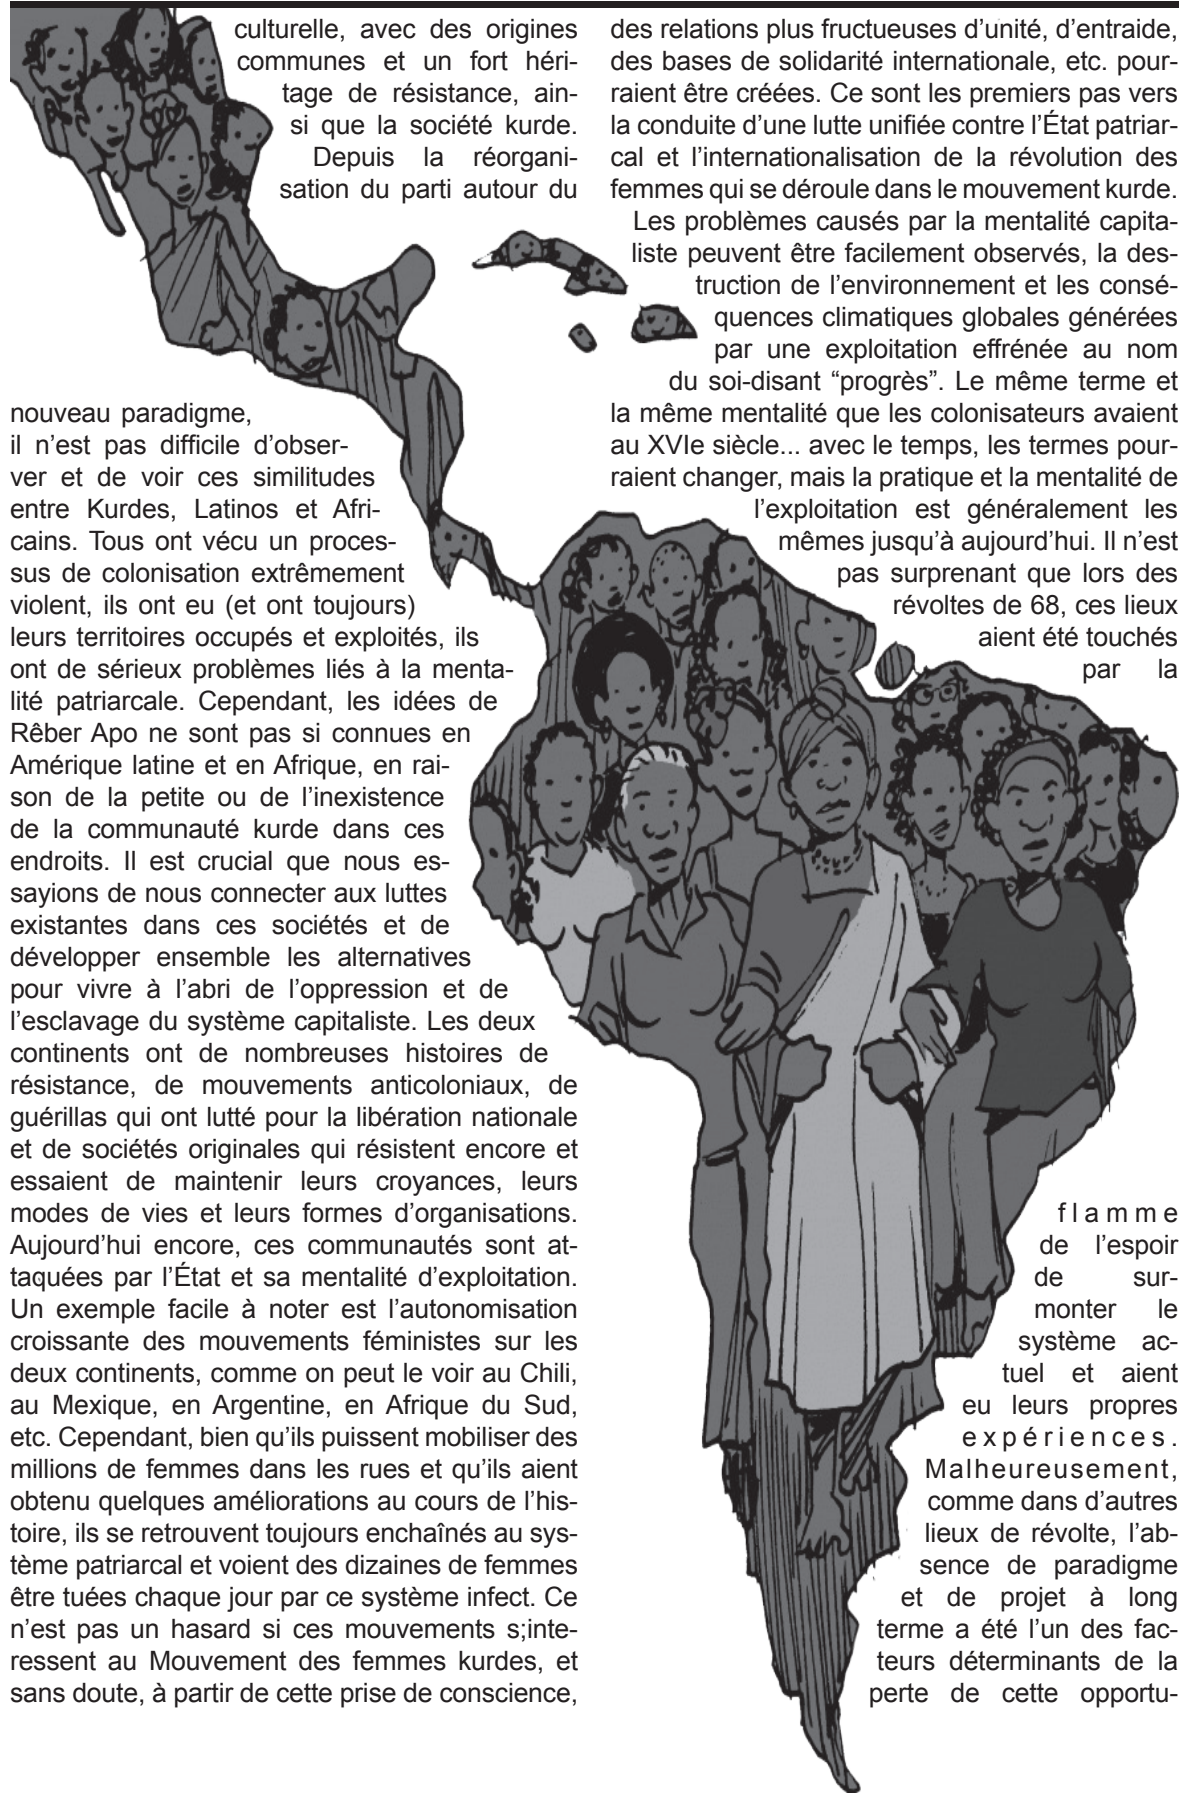 culturelle, avec des origines
communes et un fort héri-
tage de résistance, ain-
si que la société kurde.
Depuis la réorgani-
sation du parti autour du
nouveau paradigme,
il n’est pas difficile d’obser-
ver et de voir ces similitudes
entre Kurdes, Latinos et Afri-
cains. Tous ont vécu un proces-
sus de colonisation extrêmement
violent, ils ont eu (et ont toujours)
leurs territoires occupés et exploités, ils
ont de sérieux problèmes liés à la menta-
lité patriarcale. Cependant, les idées de
Rêber Apo ne sont pas si connues en
Amérique latine et en Afrique, en rai-
son de la petite ou de l’inexistence
de la communauté kurde dans ces
endroits. Il est crucial que nous es-
sayions de nous connecter aux luttes
existantes dans ces sociétés et de
développer ensemble les alternatives
pour vivre à l’abri de l’oppression et de
l’esclavage du système capitaliste. Les deux
continents ont de nombreuses histoires de
résistance, de mouvements anticoloniaux, de
guérillas qui ont lutté pour la libération nationale
et de sociétés originales qui résistent encore et
essaient de maintenir leurs croyances, leurs
modes de vies et leurs formes d’organisations.
Aujourd’hui encore, ces communautés sont at-
taquées par l’État et sa mentalité d’exploitation.
Un exemple facile à noter est l’autonomisation
croissante des mouvements féministes sur les
deux continents, comme on peut le voir au Chili,
au Mexique, en Argentine, en Afrique du Sud,
etc. Cependant, bien qu’ils puissent mobiliser des
millions de femmes dans les rues et qu’ils aient
obtenu quelques améliorations au cours de l’his-
toire, ils se retrouvent toujours enchaînés au sys-
tème patriarcal et voient des dizaines de femmes
être tuées chaque jour par ce système infect. Ce
n’est pas un hasard si ces mouvements s;inte-
ressent au Mouvement des femmes kurdes, et
sans doute, à partir de cette prise de conscience,
des relations plus fructueuses d’unité, d’entraide,
des bases de solidarité internationale, etc. pour-
raient être créées. Ce sont les premiers pas vers
la conduite d’une lutte unifiée contre l’État patriar-
cal et l’internationalisation de la révolution des
femmes qui se déroule dans le mouvement kurde.
Les problèmes causés par la mentalité capita-
liste peuvent être facilement observés, la des-
truction de l’environnement et les consé-
quences climatiques globales générées
par une exploitation effrénée au nom
du soi-disant “progrès”. Le même terme et
la même mentalité que les colonisateurs avaient
au XVIe siècle... avec le temps, les termes pour-
raient changer, mais la pratique et la mentalité de
l’exploitation est généralement les
mêmes jusqu’à aujourd’hui. Il n’est
pas surprenant que lors des
révoltes de 68, ces lieux
aient été touchés
par la
flamme
de l’espoir
de sur-
monter le
système ac-
tuel et aient
eu leurs propres
expériences.
Malheureusement,
comme dans d’autres
lieux de révolte, l’ab-
sence de paradigme
et de projet à long
terme a été l’un des fac-
teurs déterminants de la
perte de cette opportu-